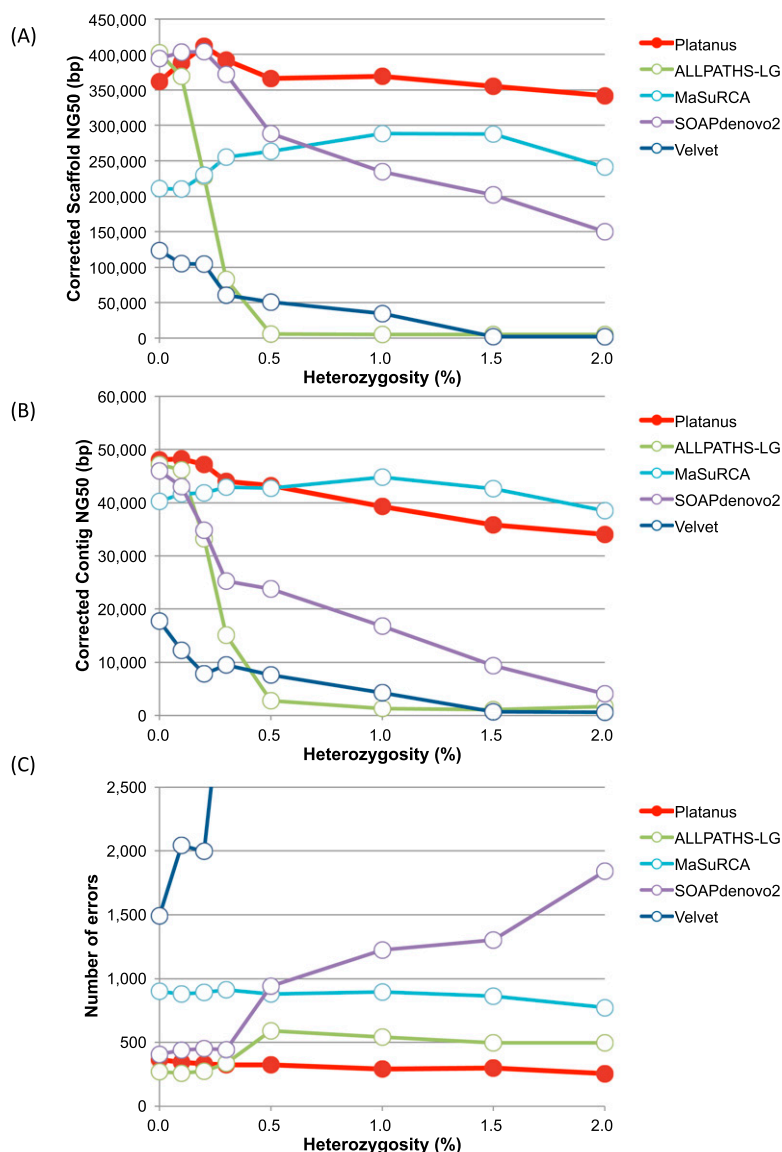 (A)
Corrected Scaffold NG50 (bp)
450,000
400,000
350,000
300,000
250,000
200,000
150,000
100,000
50,000
0
0.0 0.5 1.0 1.5 2.0
Heterozygosity (%)
Platanus
ALLPATHS-LG
MaSuRCA
SOAPdenovo2
Velvet
(B)
Corrected Contig NG50 (bp)
60,000
50,000
40,000
30,000
20,000
10,000
0
0.0 0.5 1.0 1.5 2.0
Heterozygosity (%)
Platanus
ALLPATHS-LG
MaSuRCA
SOAPdenovo2
Velvet
(C)
Number of errors
2,500
2,000
1,500
1,000
500
0
0.0 0.5 1.0 1.5 2.0
Heterozygosity (%)
Platanus
ALLPATHS-LG
MaSuRCA
SOAPdenovo2
Velvet